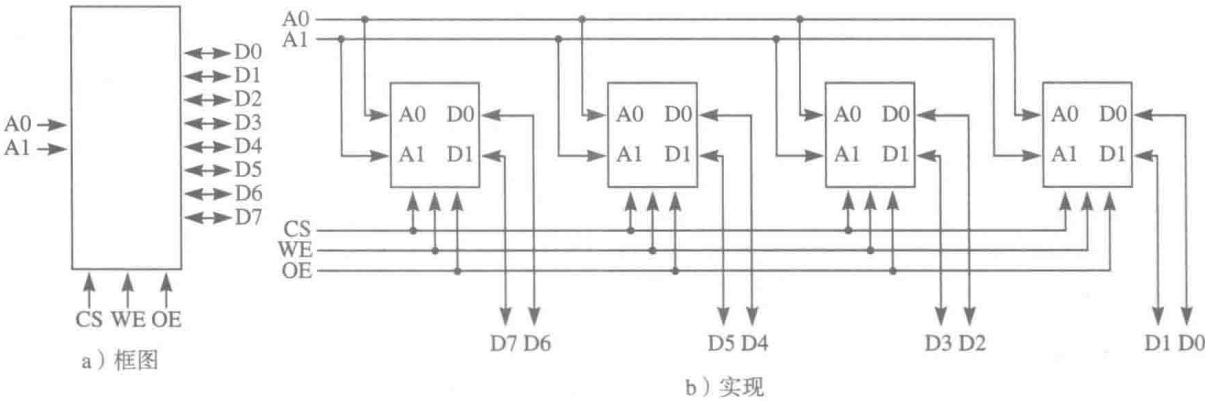 A0
A1
D0
D1
D2
D3
D4
D5
D6
D7
CS WE OE
a）框图
A0
A1
A0 D0
A1 D1
A0 D0
A1 D1
A0 D0
A1 D1
A0 D0
A1 D1
CS
WE
OE
D7 D6
D5 D4
D3 D2
D1 D0
b）实现